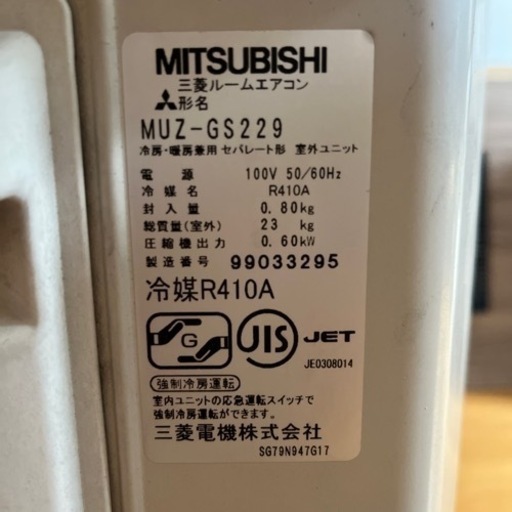 MITSUBISHI
三菱ルームエアコン
形名
MUZ-GS229
冷房・暖房兼用 セパレート形 室外ユニット
電源 100V 50/60Hz
冷媒名 R410A
封入量 0.80kg
総質量(室外) 23 kg
圧縮機出力 0.60kW
製造番号 99033295
冷媒R410A
G JIS JET
JE0308014
強制冷房運転
室内ユニットの応急運転スイッチで
強制冷房運転ができます。
三菱電機株式会社
SG79N947G17